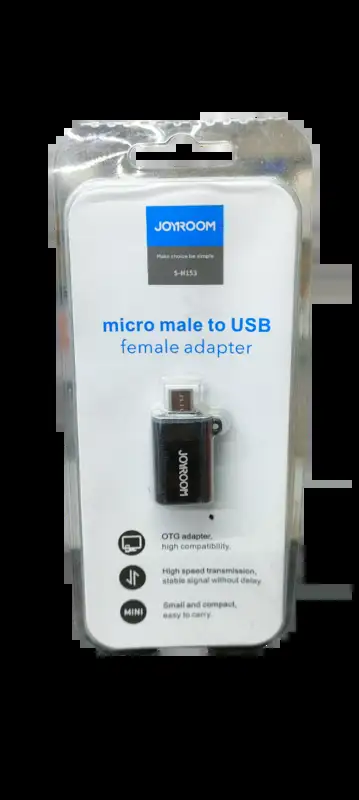 JOYROOM
Make choice be simple
S-M153
micro male to USB
female adapter
JOYROOM
OTG adapter,
high compatibility.
High speed transmission,
stable signal without delay.
MINI
Small and compact,
easy to carry.